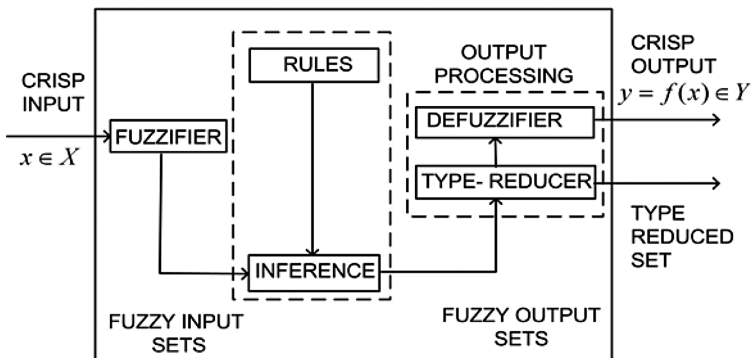 CRISP
INPUT
x ∈ X
FUZZIFIER
RULES
INFERENCE
FUZZY INPUT
SETS
OUTPUT
PROCESSING
DEFUZZIFIER
TYPE- REDUCER
FUZZY OUTPUT
SETS
CRISP
OUTPUT
y = f(x) ∈ Y
TYPE
REDUCED
SET